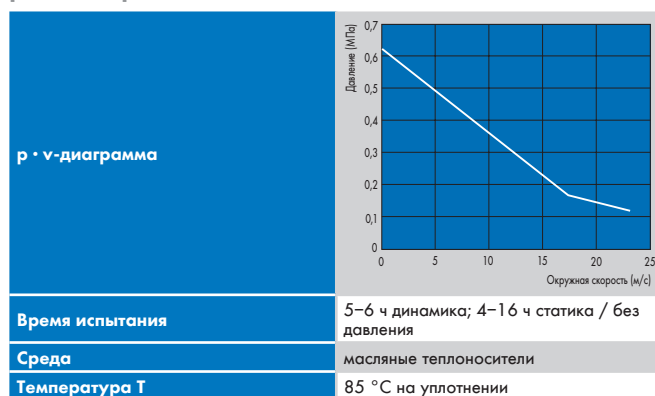 p · v-диаграмма
Давление (МПа)
0,7
0,6
0,5
0,4
0,3
0,2
0,1
0
0 5 10 15 20 25
Окружная скорость (м/с)
Время испытания
5–6 ч динамика; 4–16 ч статика / без
давления
Среда
масляные теплоносители
Температура T
85 °C на уплотнении